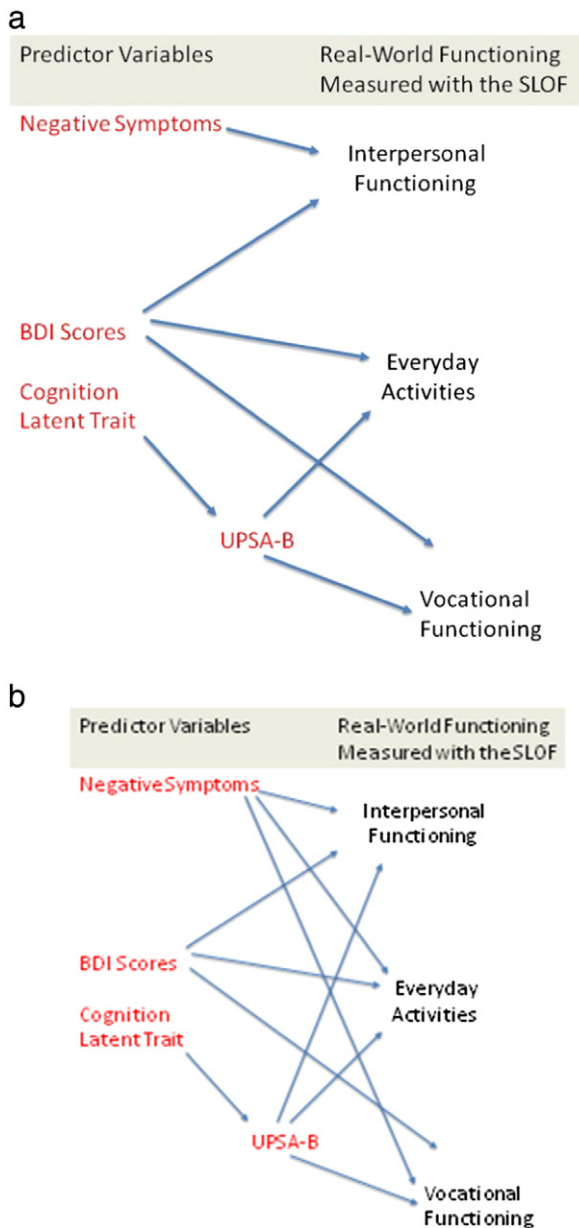 a
Predictor Variables
Real-World Functioning
Measured with the SLOF
Negative Symptoms
Interpersonal
Functioning
BDI Scores
Everyday
Activities
Cognition
Latent Trait
UPSA-B
Vocational
Functioning
b
Predictor Variables
Real-World Functioning
Measured with the SLOF
Negative Symptoms
Interpersonal
Functioning
BDI Scores
Everyday
Activities
Cognition
Latent Trait
UPSA-B
Vocational
Functioning